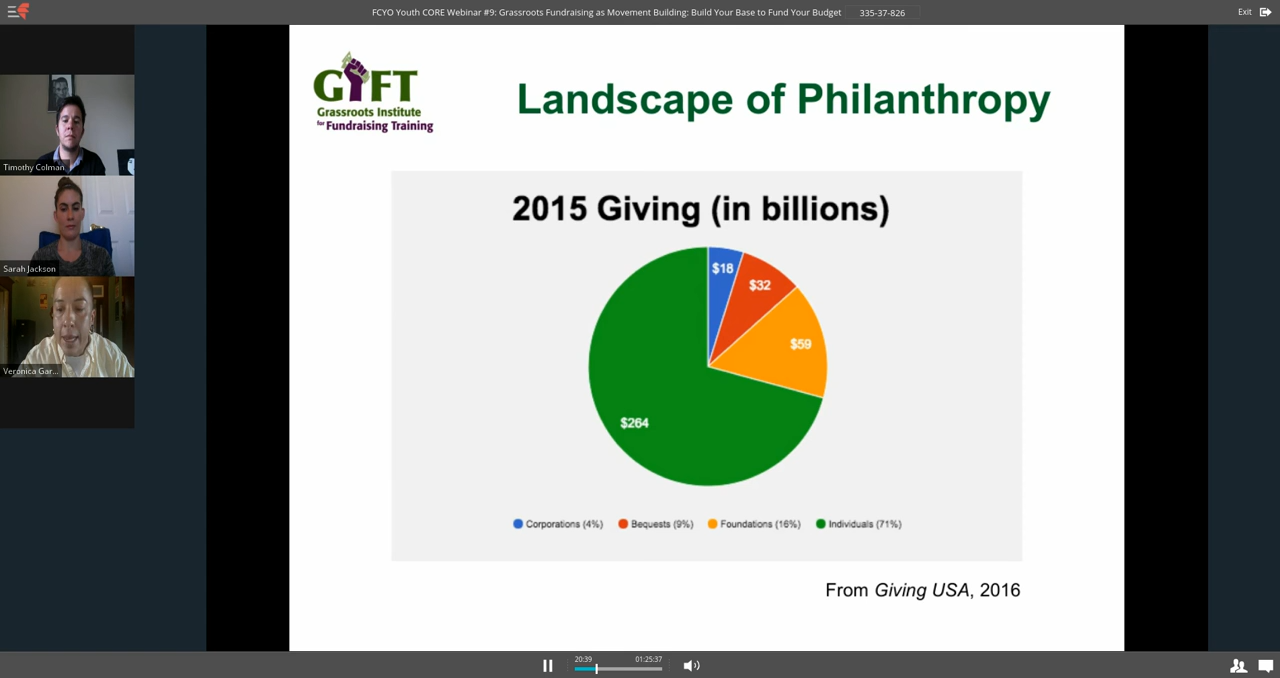 FCYO Youth CORE Webinar #9: Grassroots Fundraising as Movement Building: Build Your Base to Fund Your Budget 335-37-826 Exit
GIFT
Grassroots Institute
for Fundraising Training
Landscape of Philanthropy
Timothy Colman
Sarah Jackson
Veronica Gar...
2015 Giving (in billions)
$18
$32
$59
$264
Corporations (4%) Bequests (9%) Foundations (16%) Individuals (71%)
From Giving USA, 2016
20:39 01:25:37